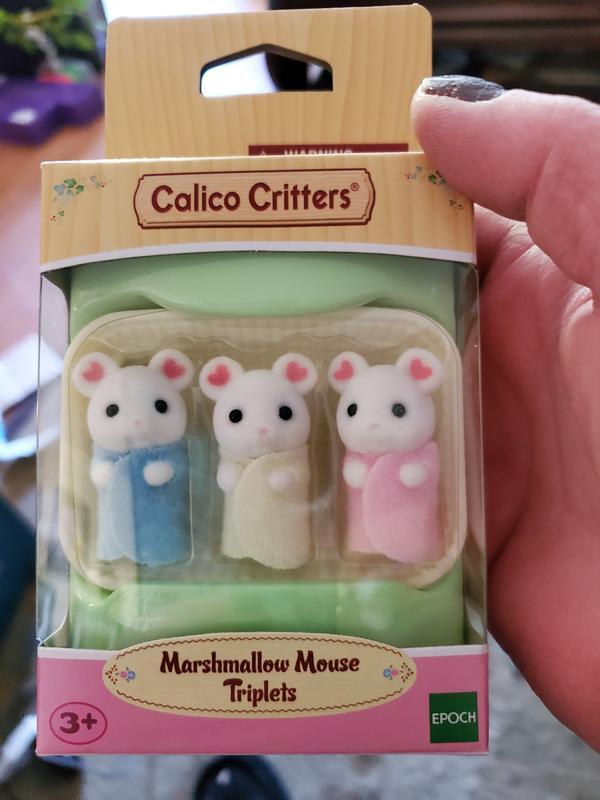 WARNING
Calico Critters®
Marshmallow Mouse
Triplets
3+
EPOCH